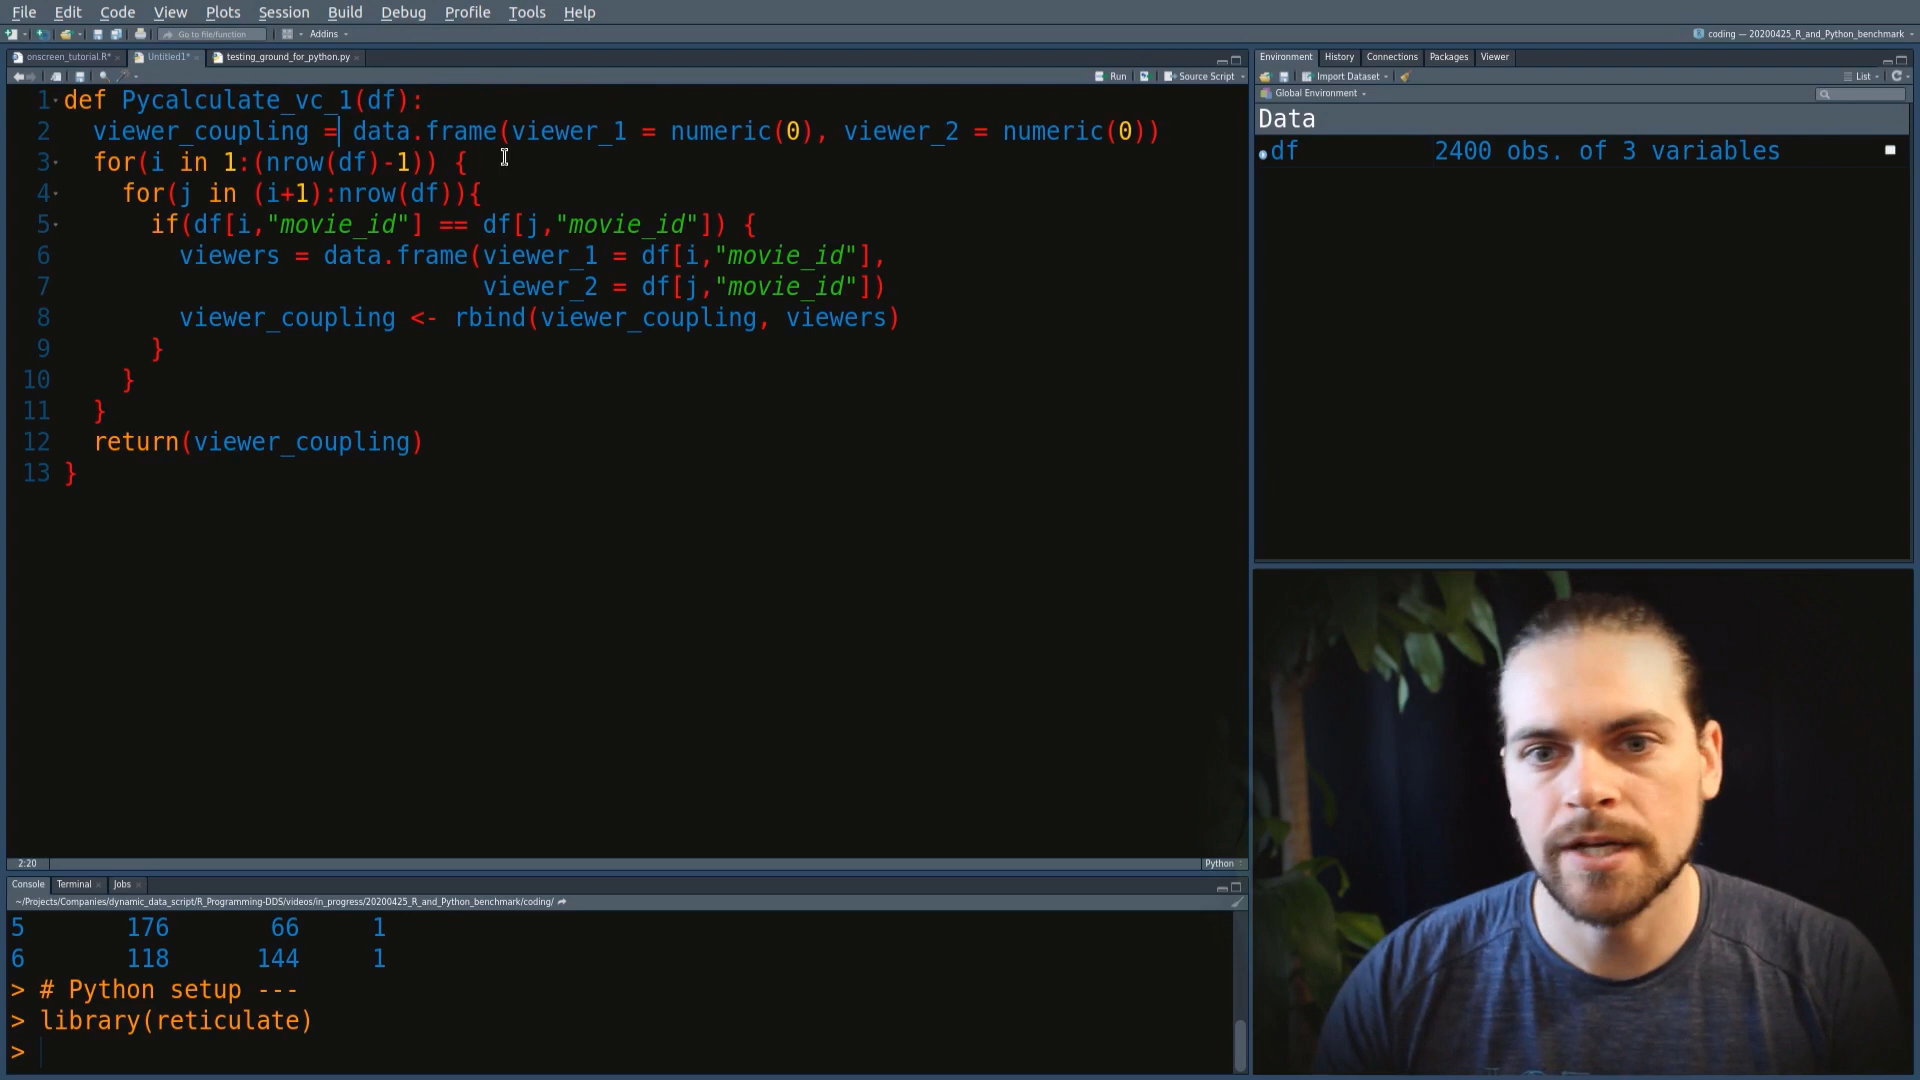 File Edit Code View Plots Session Build Debug Profile Tools Help
Go to file/function Addins coding — 20200425_R_and_Python_benchmark
onscreen_tutorial.R* Untitled1* testing_ground_for_python.py
Run Source Script
1 def Pycalculate_vc_1(df):
2 viewer_coupling = data.frame(viewer_1 = numeric(0), viewer_2 = numeric(0))
3 for(i in 1:(nrow(df)-1)) {
4 for(j in (i+1):nrow(df)){
5 if(df[i,"movie_id"] == df[j,"movie_id"]) {
6 viewers = data.frame(viewer_1 = df[i,"movie_id"],
7 viewer_2 = df[j,"movie_id"])
8 viewer_coupling <- rbind(viewer_coupling, viewers)
9 }
10 }
11 }
12 return(viewer_coupling)
13 }
2:20 Python
Console Terminal Jobs
~/Projects/Companies/dynamic_data_script/R_Programming-DDS/videos/in_progress/20200425_R_and_Python_benchmark/coding/
5 176 66 1
6 118 144 1
> # Python setup ---
> library(reticulate)
>
Environment History Connections Packages Viewer
Import Dataset List
Global Environment
Data
df 2400 obs. of 3 variables